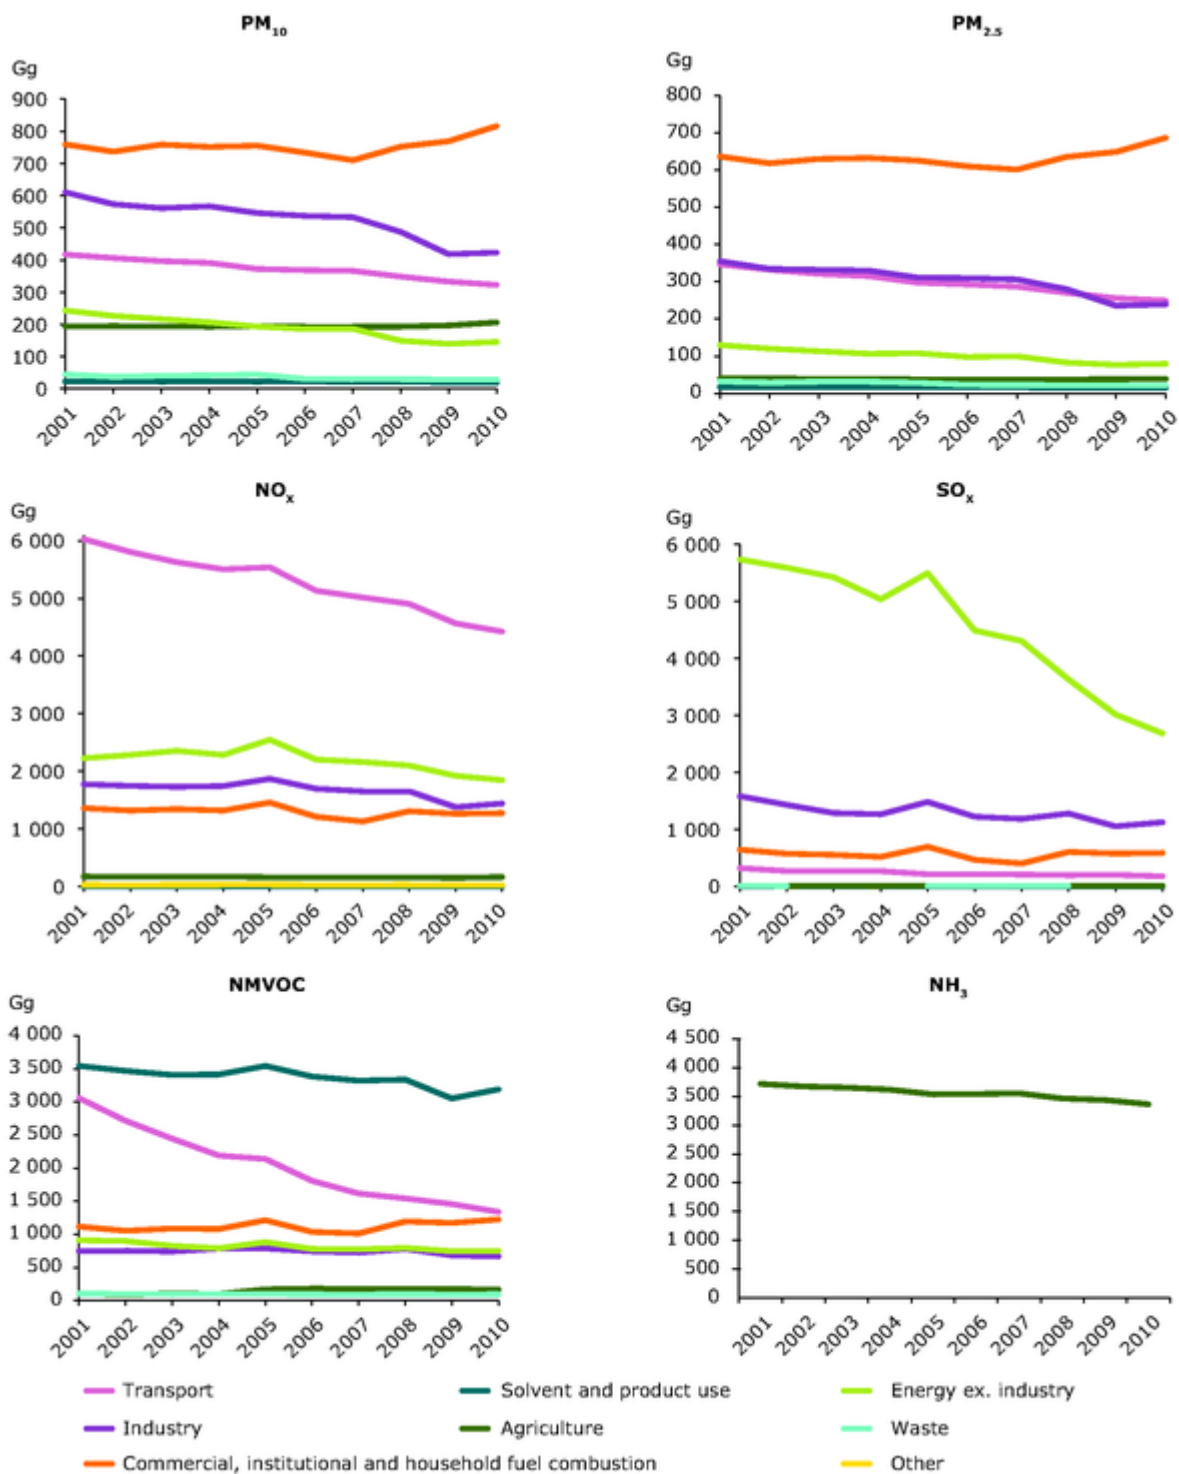 PM10
Gg
900
800
700
600
500
400
300
200
100
0
2001 2002 2003 2004 2005 2006 2007 2008 2009 2010
PM2.5
Gg
800
700
600
500
400
300
200
100
0
2001 2002 2003 2004 2005 2006 2007 2008 2009 2010
NOx
Gg
6 000
5 000
4 000
3 000
2 000
1 000
0
2001 2002 2003 2004 2005 2006 2007 2008 2009 2010
SOx
Gg
6 000
5 000
4 000
3 000
2 000
1 000
0
2001 2002 2003 2004 2005 2006 2007 2008 2009 2010
NMVOC
Gg
4 000
3 500
3 000
2 500
2 000
1 500
1 000
500
0
2001 2002 2003 2004 2005 2006 2007 2008 2009 2010
NH3
Gg
4 500
4 000
3 500
3 000
2 500
2 000
1 500
1 000
500
0
2001 2002 2003 2004 2005 2006 2007 2008 2009 2010
Transport
Solvent and product use
Energy ex. industry
Industry
Agriculture
Waste
Commercial, institutional and household fuel combustion
Other